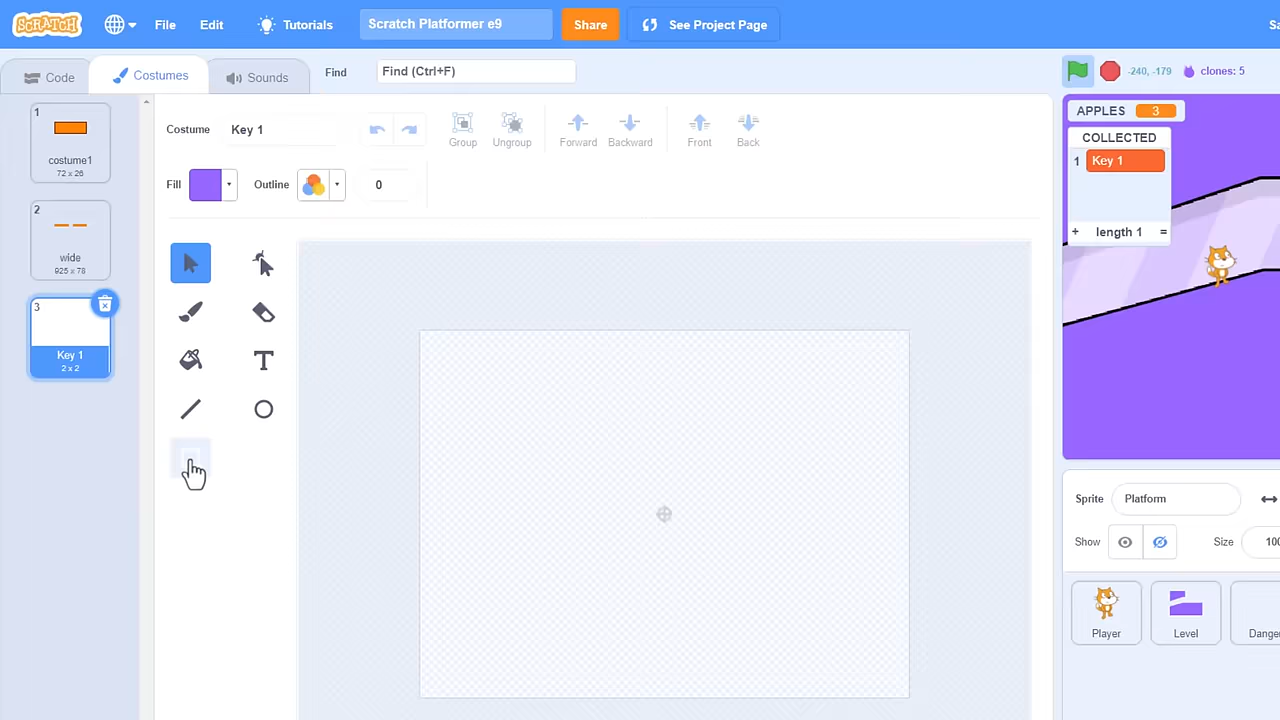 SCRATCH File Edit Tutorials Scratch Platformer e9 Share See Project Page
Code Costumes Sounds Find Find (Ctrl+F) -240, -179 clones: 5
1
costume1
72 x 26
2
wide
925 x 78
3
Key 1
2 x 2
Costume Key 1 Group Ungroup Forward Backward Front Back
Fill Outline 0
T
APPLES 3
COLLECTED
1 Key 1
+ length 1 =
Sprite Platform
Show Size 100
Player Level Dange